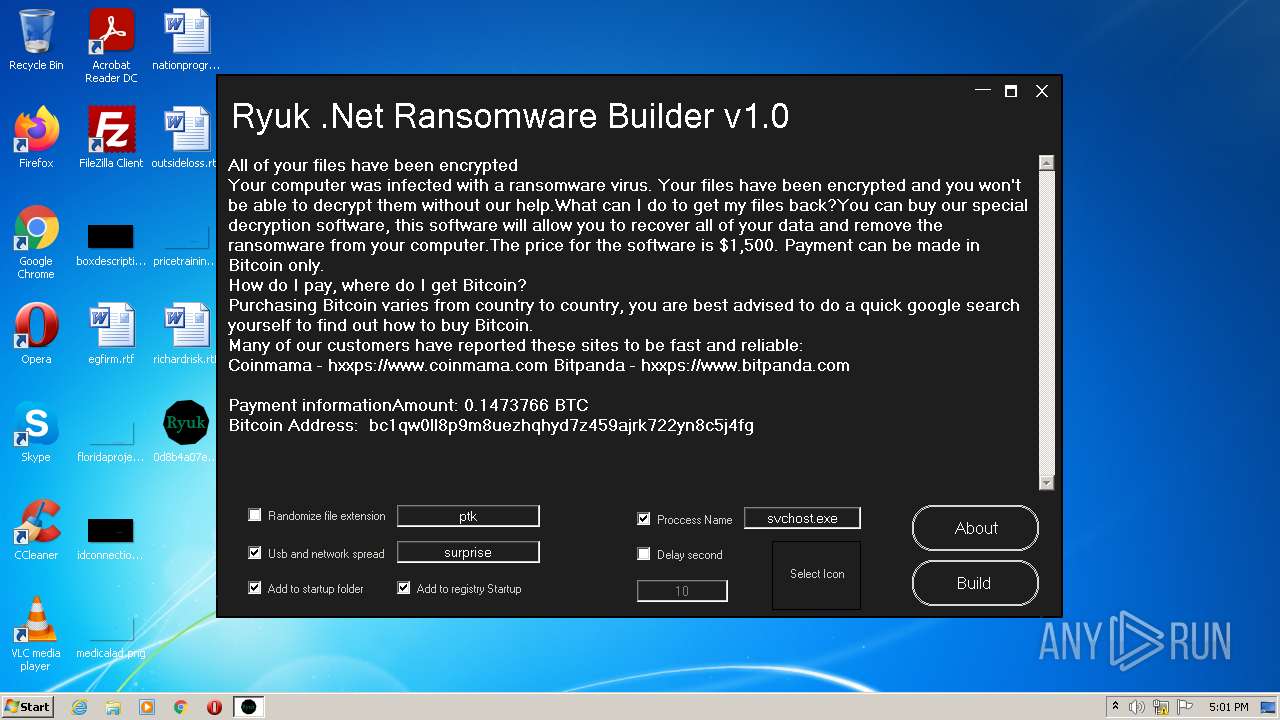 Recycle Bin
Acrobat
Reader DC
nationprogr...
Firefox
FileZilla Client
outsideloss.rt
Google
Chrome
boxdescripti...
pricetrainin...
Opera
egfirm.rtf
richardrisk.rtf
Skype
floridaproje...
Ryuk
0d8b4a07e...
CCleaner
idconnectio...
VLC media
player
medicalad.png
Ryuk .Net Ransomware Builder v1.0
All of your files have been encrypted
Your computer was infected with a ransomware virus. Your files have been encrypted and you won't
be able to decrypt them without our help.What can I do to get my files back?You can buy our special
decryption software, this software will allow you to recover all of your data and remove the
ransomware from your computer.The price for the software is $1,500. Payment can be made in
Bitcoin only.
How do I pay, where do I get Bitcoin?
Purchasing Bitcoin varies from country to country, you are best advised to do a quick google search
yourself to find out how to buy Bitcoin.
Many of our customers have reported these sites to be fast and reliable:
Coinmama - hxxps://www.coinmama.com Bitpanda - hxxps://www.bitpanda.com
Payment informationAmount: 0.1473766 BTC
Bitcoin Address:  bc1qw0ll8p9m8uezhqhyd7z459ajrk722yn8c5j4fg
Randomize file extension
ptk
Proccess Name
svchost.exe
About
Usb and network spread
surprise
Delay second
Select Icon
Build
Add to startup folder
Add to registry Startup
10
ANY RUN
Start
5:01 PM